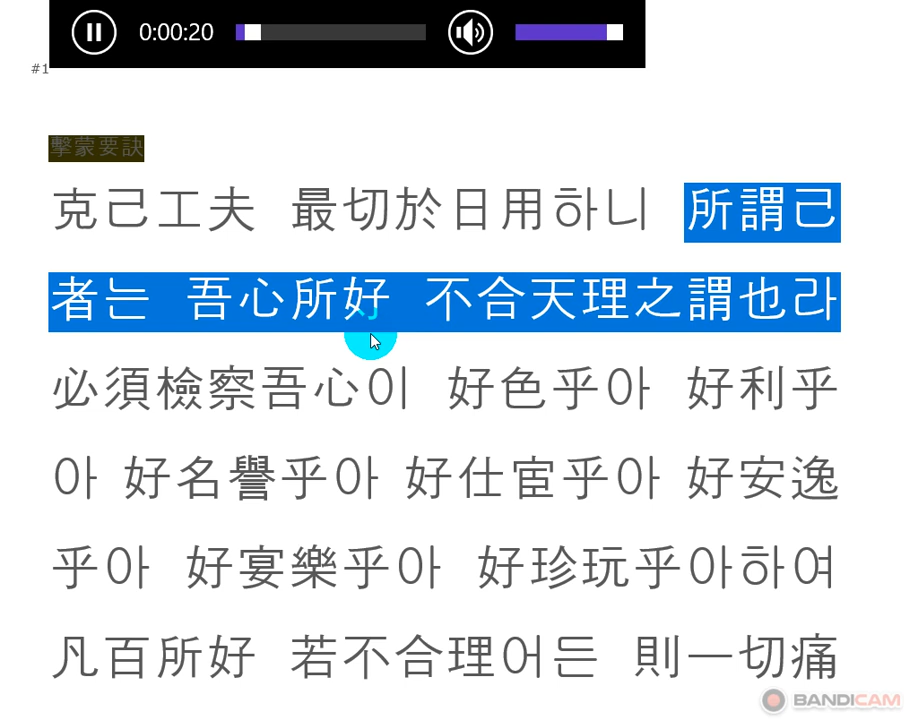 0:00:20
#1
擊蒙要訣
克己工夫 最切於日用하니 所謂己
者는 吾心所好 不合天理之謂也라
必須檢察吾心이 好色乎아 好利乎
아 好名譽乎아 好仕宦乎아 好安逸
乎아 好宴樂乎아 好珍玩乎아하여
凡百所好 若不合理어든 則一切痛
BANDICAM